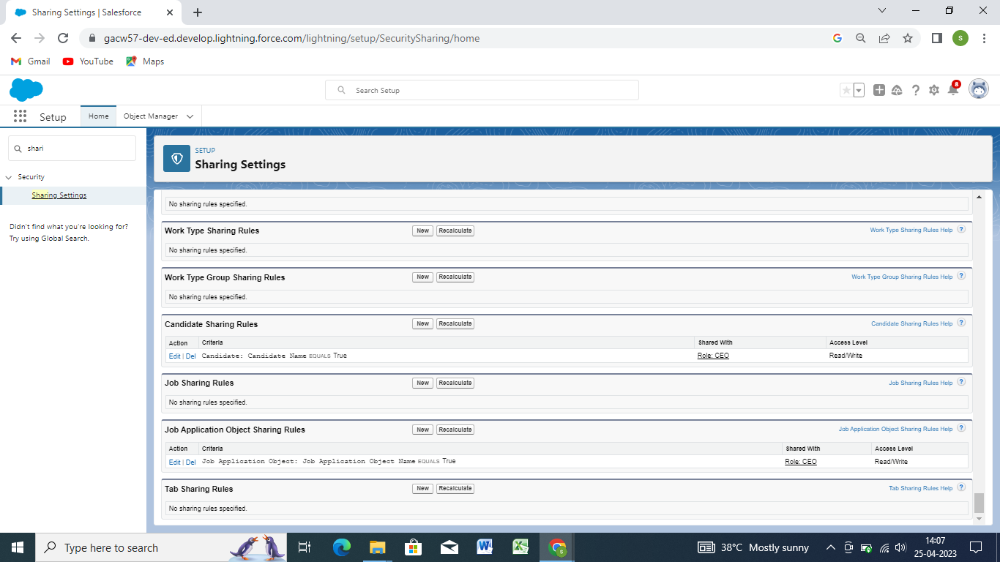 Sharing Settings | Salesforce
gacw57-dev-ed.develop.lightning.force.com/lightning/setup/SecuritySharing/home
S
Gmail YouTube Maps
Search Setup
8
Setup Home Object Manager
shari
Security
Sharing Settings
Didn't find what you're looking for?
Try using Global Search.
SETUP
Sharing Settings
No sharing rules specified.
Work Type Sharing Rules New Recalculate Work Type Sharing Rules Help ?
No sharing rules specified.
Work Type Group Sharing Rules New Recalculate Work Type Group Sharing Rules Help ?
No sharing rules specified.
Candidate Sharing Rules New Recalculate Candidate Sharing Rules Help ?
Action Criteria Shared With Access Level
Edit | Del Candidate: Candidate Name EQUALS True Role: CEO Read/Write
Job Sharing Rules New Recalculate Job Sharing Rules Help ?
No sharing rules specified.
Job Application Object Sharing Rules New Recalculate Job Application Object Sharing Rules Help ?
Action Criteria Shared With Access Level
Edit | Del Job Application Object: Job Application Object Name EQUALS True Role: CEO Read/Write
Tab Sharing Rules New Recalculate Tab Sharing Rules Help ?
No sharing rules specified.
Type here to search
38°C Mostly sunny
14:07
25-04-2023